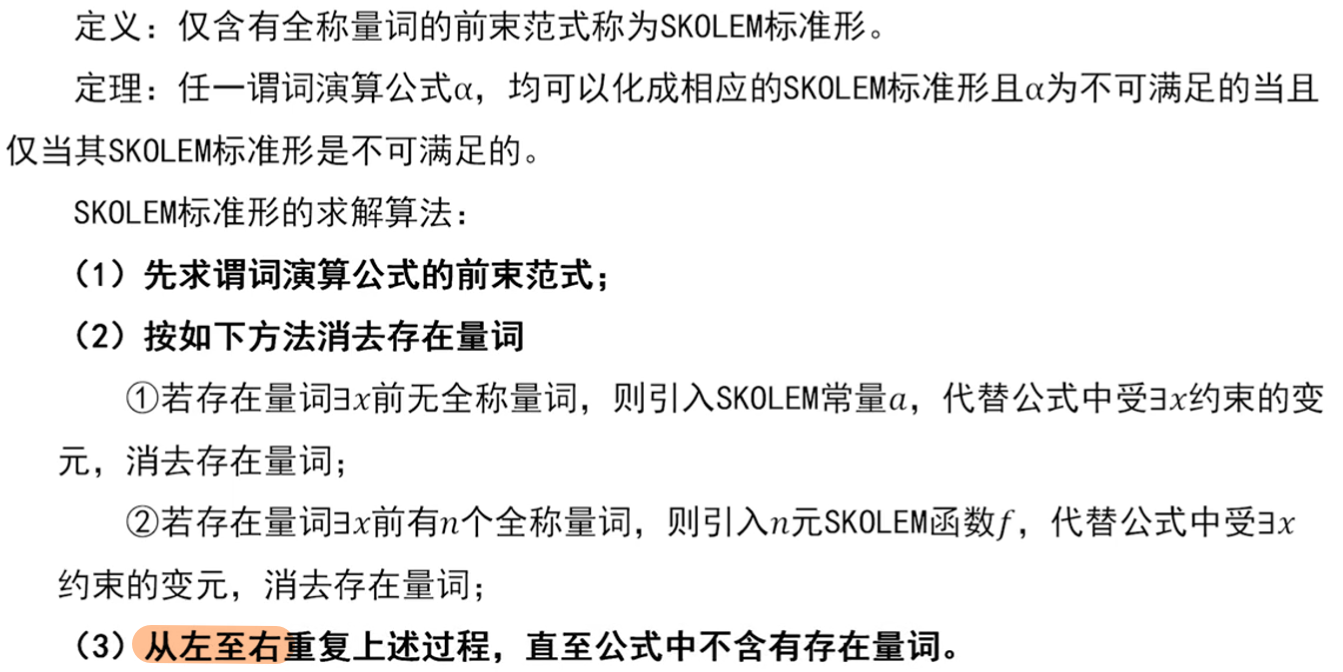 定义：仅含有全称量词的前束范式称为SKOLEM标准形。
定理：任一谓词演算公式α，均可以化成相应的SKOLEM标准形且α为不可满足的当且
仅当其SKOLEM标准形是不可满足的。
SKOLEM标准形的求解算法：
（1）先求谓词演算公式的前束范式；
（2）按如下方法消去存在量词
①若存在量词∃x前无全称量词，则引入SKOLEM常量a，代替公式中受∃x约束的变
元，消去存在量词；
②若存在量词∃x前有n个全称量词，则引入n元SKOLEM函数f，代替公式中受∃x
约束的变元，消去存在量词；
（3）从左至右重复上述过程，直至公式中不含有存在量词。